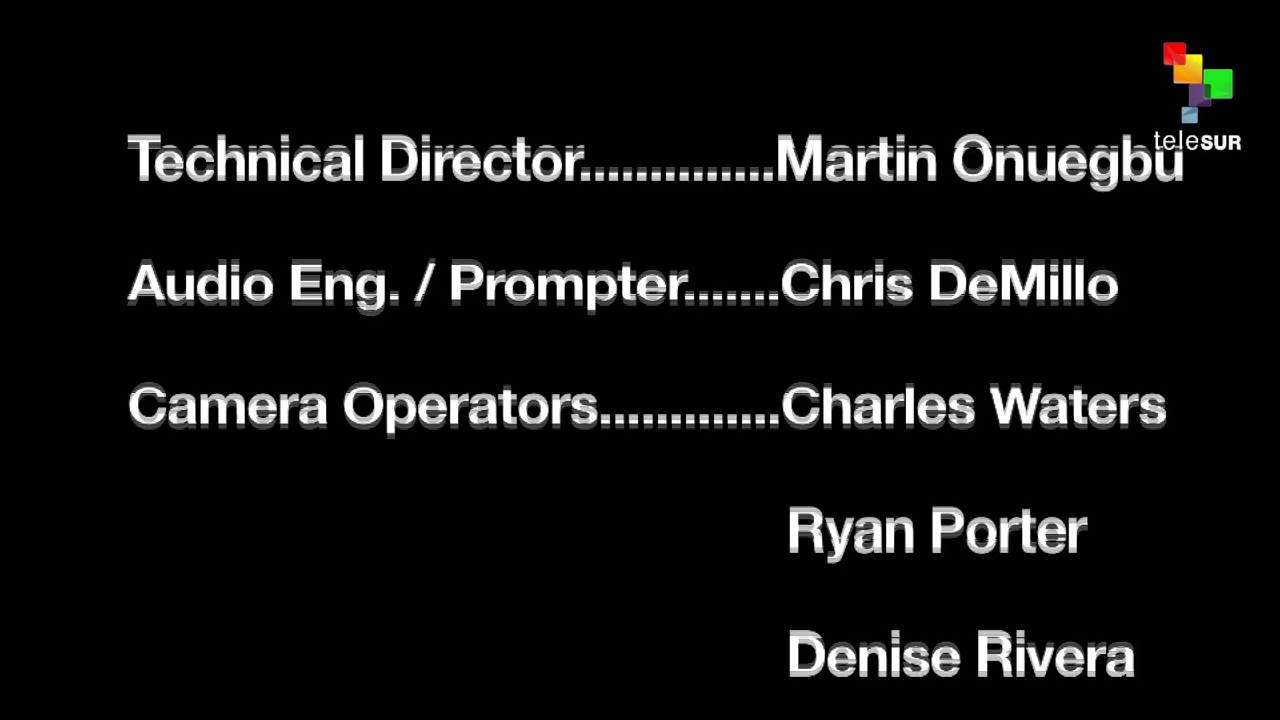 teleSUR
Technical Director..............Martin Onuegbu
Audio Eng. / Prompter.......Chris DeMillo
Camera Operators.............Charles Waters
Ryan Porter
Denise Rivera